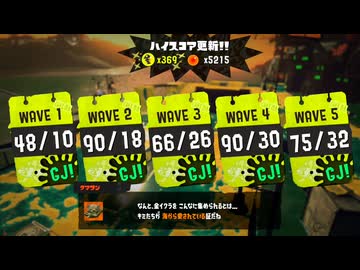 ハイスコア更新!!
x369 x5215
WAVE 1 WAVE 2 WAVE 3 WAVE 4 WAVE 5
48/10 90/18 66/26 90/30 75/32
GJ! GJ! GJ! GJ! GJ!
クマサン
なんと、金イクラを こんなに集められるとは...
キミたちが 海から愛されている証だね